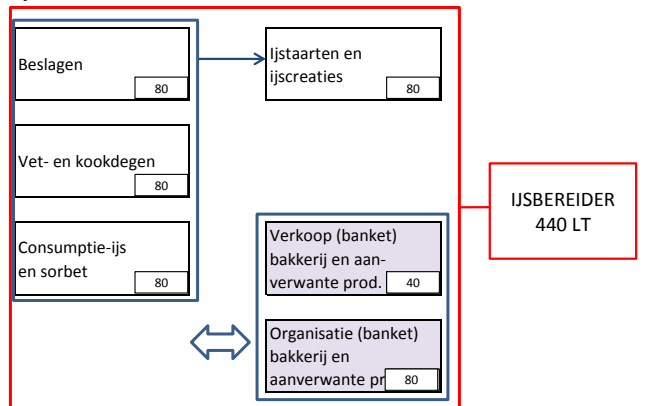 Beslagen
80
Ijstaarten en
ijscreaties
80
Vet- en kookdegen
80
Consumptie-ijs
en sorbet
80
Verkoop (banket)
bakkerij en aan-
verwante prod.
40
Organisatie (banket)
bakkerij en
aanverwante pr
80
IJSBEREIDER
440 LT